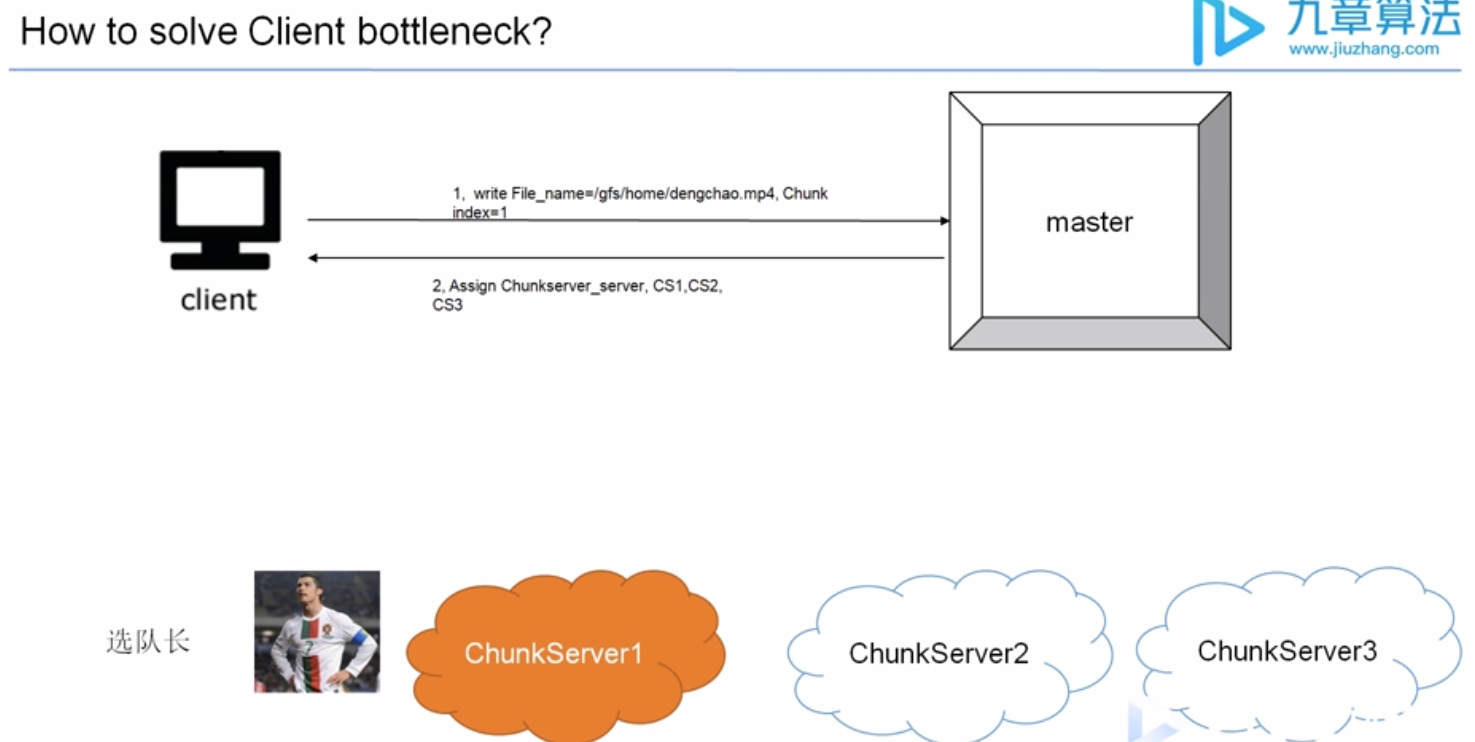 How to solve Client bottleneck?
九章算法
www.jiuzhang.com
1, write File_name=/gfs/home/dengchao.mp4, Chunk
index=1
master
client
2, Assign Chunkserver_server, CS1,CS2,
CS3
选队长
7
ChunkServer1
ChunkServer2
ChunkServer3